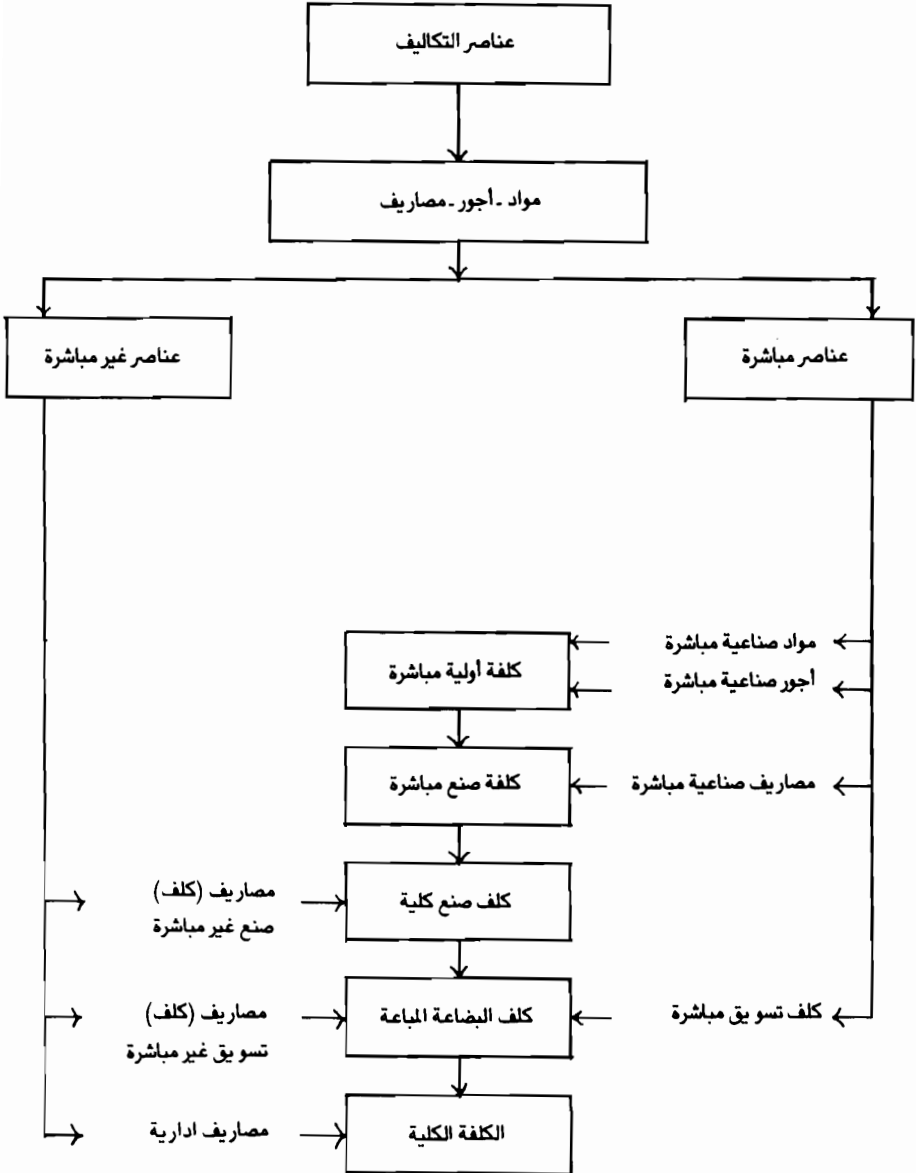 عناصر التكاليف
مواد - أجور - مصاريف
عناصر مباشرة
عناصر غير مباشرة
مواد صناعية مباشرة
أجور صناعية مباشرة
كلفة أولية مباشرة
مصاريف صناعية مباشرة
كلفة صنع مباشرة
كلف صنع كلية
مصاريف (كلف)
صنع غير مباشرة
كلف تسويق مباشرة
كلف البضاعة المباعة
مصاريف (كلف)
تسويق غير مباشرة
الكلفة الكلية
مصاريف ادارية